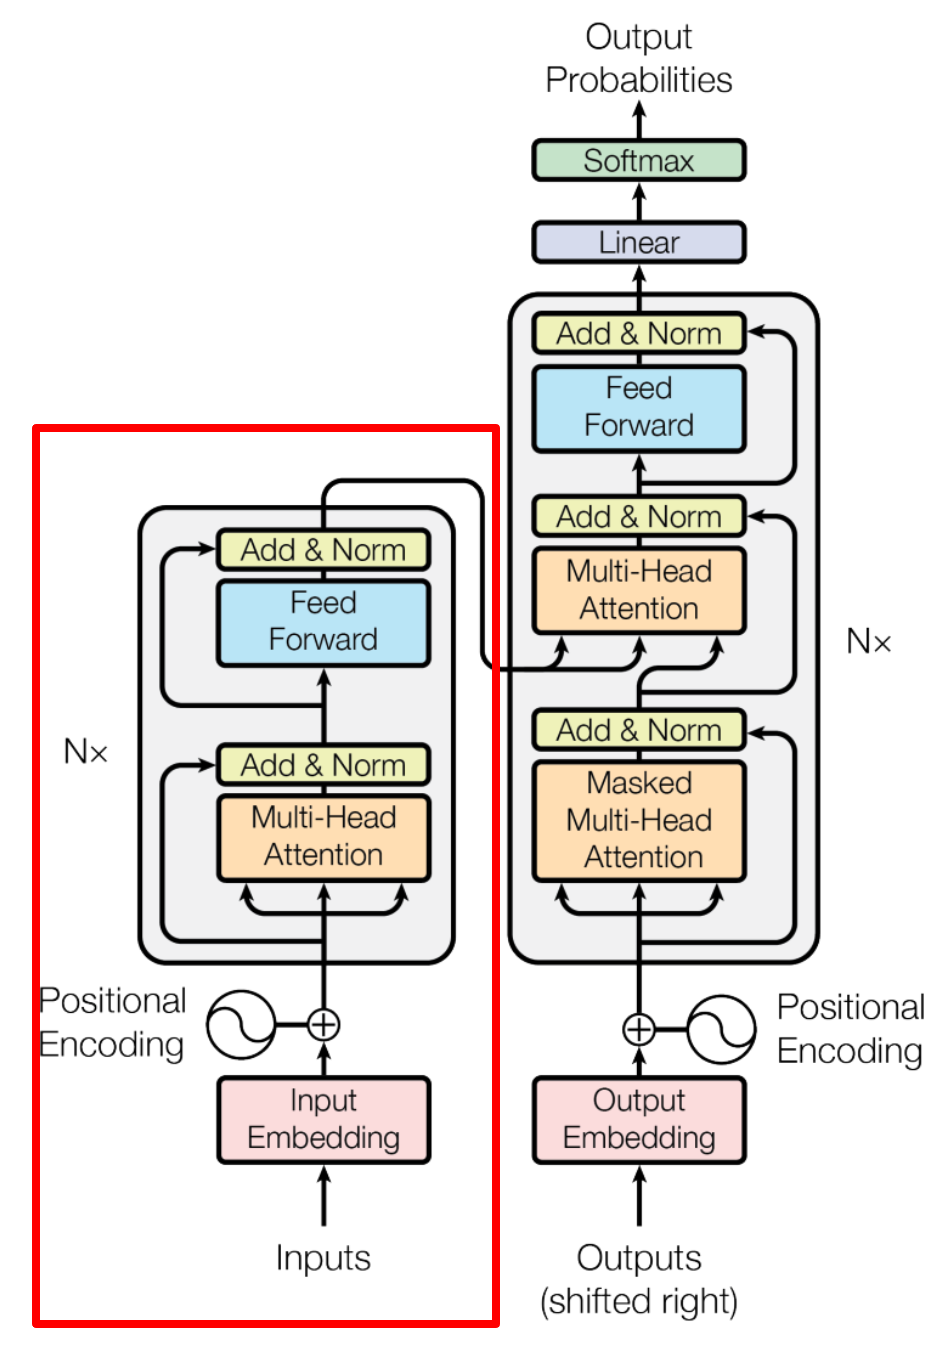 Output
Probabilities
Softmax
Linear
Add & Norm
Feed
Forward
Add & Norm
Multi-Head
Attention
Nx
Add & Norm
Masked
Multi-Head
Attention
Add & Norm
Feed
Forward
Nx
Add & Norm
Multi-Head
Attention
Positional
Encoding
Positional
Encoding
Input
Embedding
Output
Embedding
Inputs
Outputs
(shifted right)